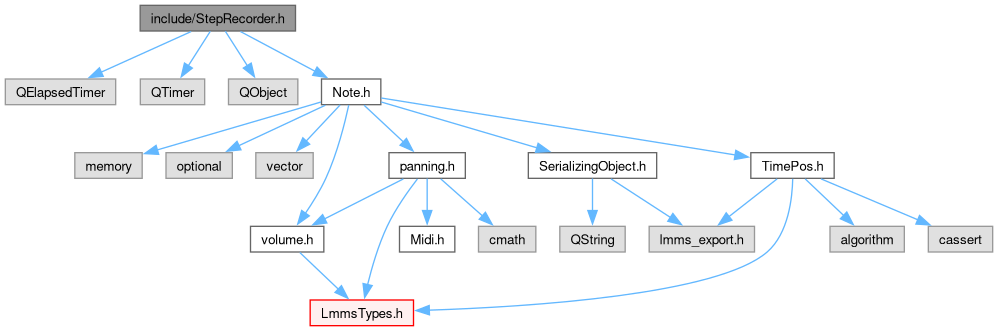 include/StepRecorder.h
QElapsedTimer
QTimer
QObject
Note.h
memory
optional
vector
panning.h
SerializingObject.h
TimePos.h
volume.h
Midi.h
cmath
QString
lmms_export.h
algorithm
cassert
LmmsTypes.h